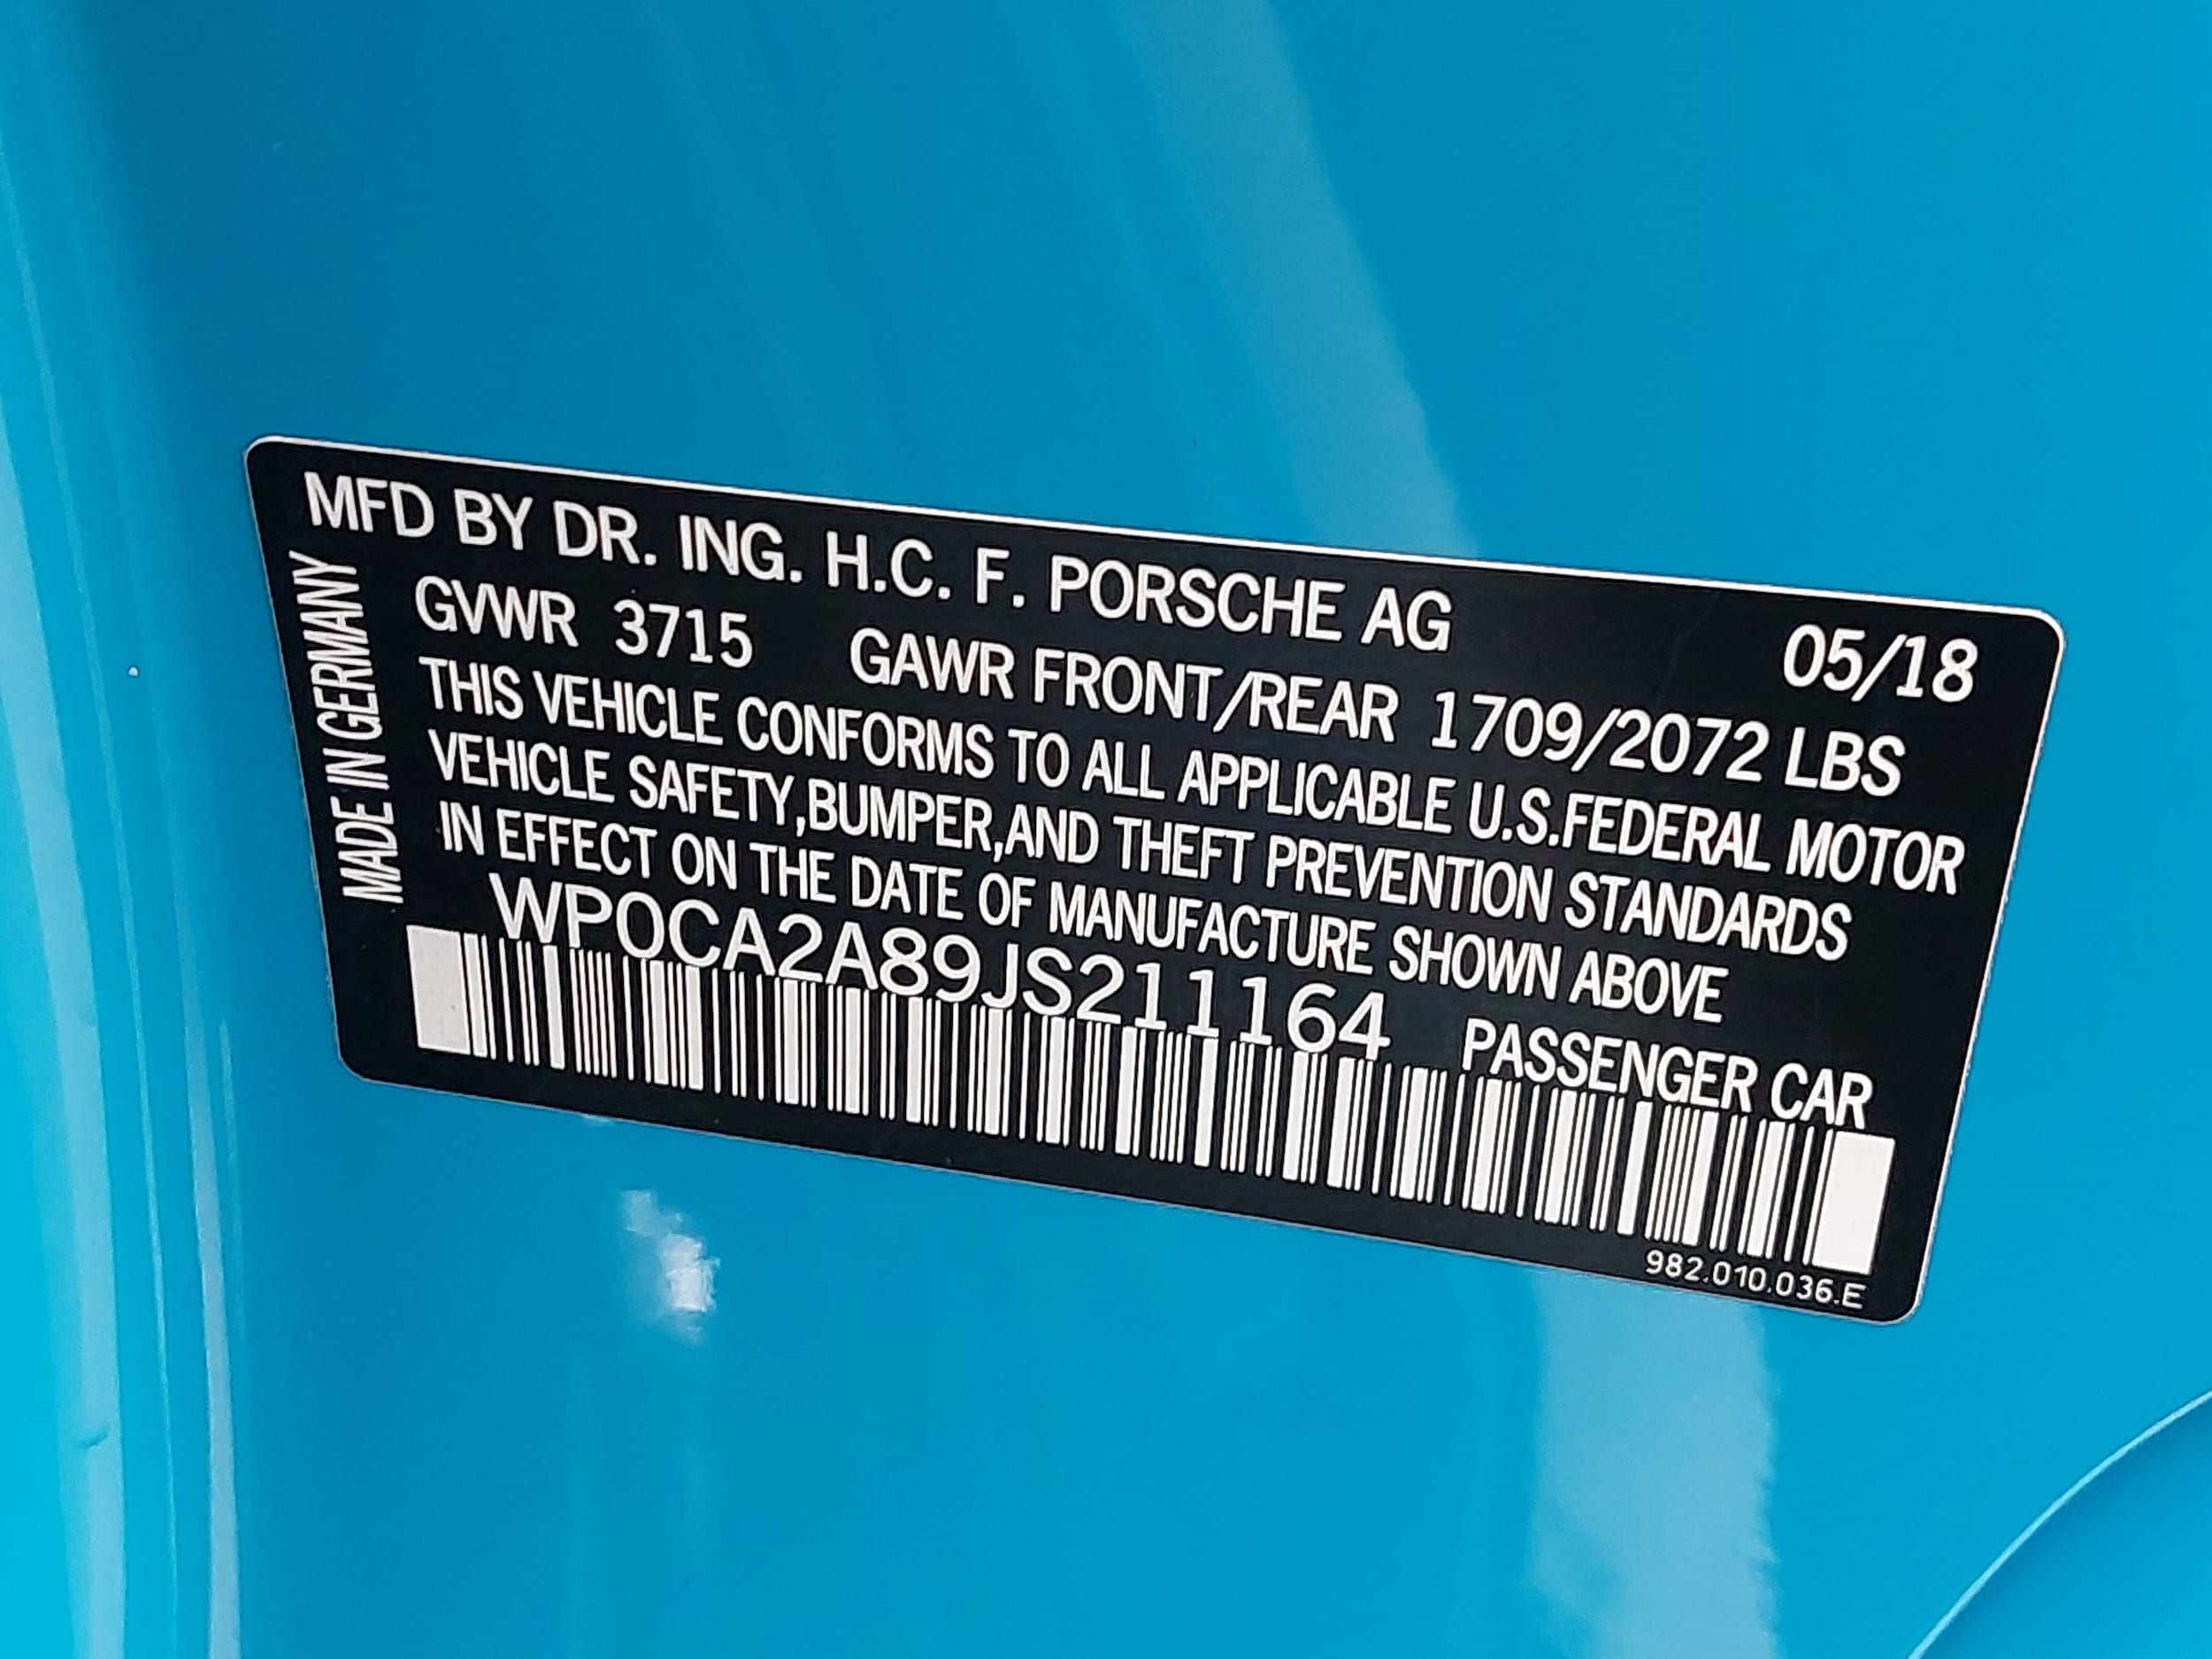 MFD BY DR. ING. H.C. F. PORSCHE AG 05/18
GVWR 3715 GAWR FRONT/REAR 1709/2072 LBS
THIS VEHICLE CONFORMS TO ALL APPLICABLE U.S.FEDERAL MOTOR
VEHICLE SAFETY,BUMPER,AND THEFT PREVENTION STANDARDS
IN EFFECT ON THE DATE OF MANUFACTURE SHOWN ABOVE
WP0CA2A89JS211164 PASSENGER CAR
982.010.036.E
MADE IN GERMANY